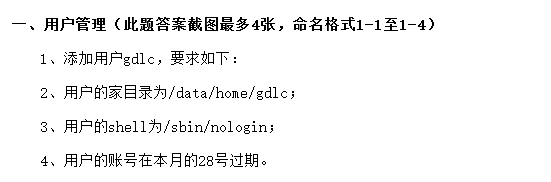 一、用户管理（此题答案截图最多4张，命名格式1-1至1-4）
1、添加用户gdlc，要求如下：
2、用户的家目录为/data/home/gdlc；
3、用户的shell为/sbin/nologin；
4、用户的账号在本月的28号过期。